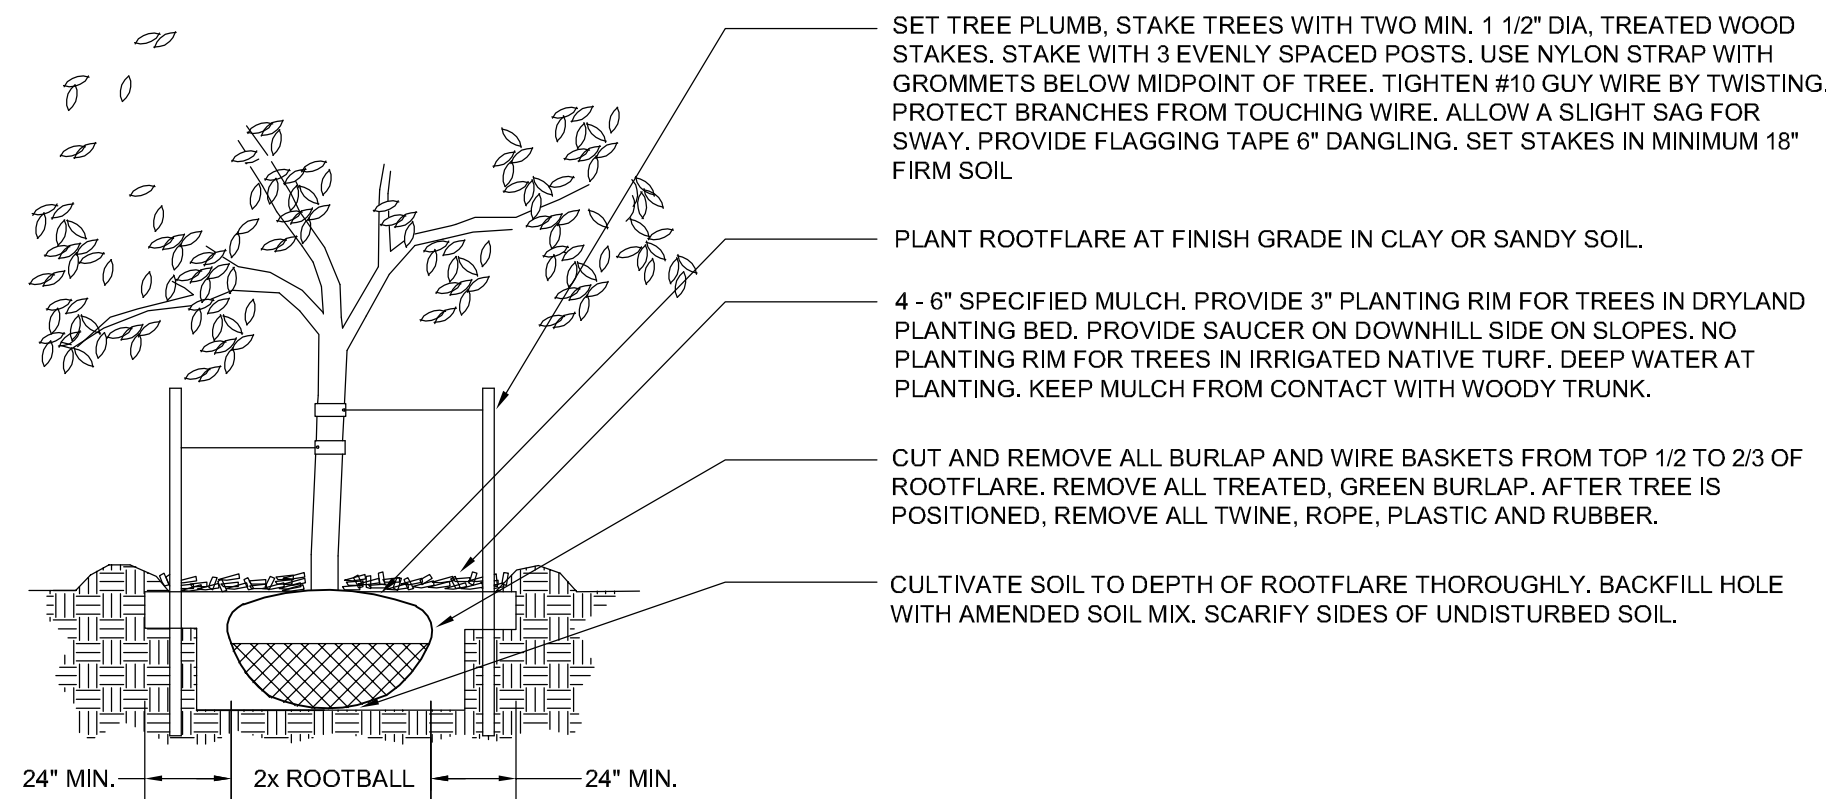 SET TREE PLUMB, STAKE TREES WITH TWO MIN. 1 1/2" DIA, TREATED WOOD
STAKES. STAKE WITH 3 EVENLY SPACED POSTS. USE NYLON STRAP WITH
GROMMETS BELOW MIDPOINT OF TREE. TIGHTEN #10 GUY WIRE BY TWISTING.
PROTECT BRANCHES FROM TOUCHING WIRE. ALLOW A SLIGHT SAG FOR
SWAY. PROVIDE FLAGGING TAPE 6" DANGLING. SET STAKES IN MINIMUM 18"
FIRM SOIL
PLANT ROOTFLARE AT FINISH GRADE IN CLAY OR SANDY SOIL.
4 - 6" SPECIFIED MULCH. PROVIDE 3" PLANTING RIM FOR TREES IN DRYLAND
PLANTING BED. PROVIDE SAUCER ON DOWNHILL SIDE ON SLOPES. NO
PLANTING RIM FOR TREES IN IRRIGATED NATIVE TURF. DEEP WATER AT
PLANTING. KEEP MULCH FROM CONTACT WITH WOODY TRUNK.
CUT AND REMOVE ALL BURLAP AND WIRE BASKETS FROM TOP 1/2 TO 2/3 OF
ROOTFLARE. REMOVE ALL TREATED, GREEN BURLAP. AFTER TREE IS
POSITIONED, REMOVE ALL TWINE, ROPE, PLASTIC AND RUBBER.
CULTIVATE SOIL TO DEPTH OF ROOTFLARE THOROUGHLY. BACKFILL HOLE
WITH AMENDED SOIL MIX. SCARIFY SIDES OF UNDISTURBED SOIL.
24" MIN. 2x ROOTBALL 24" MIN.